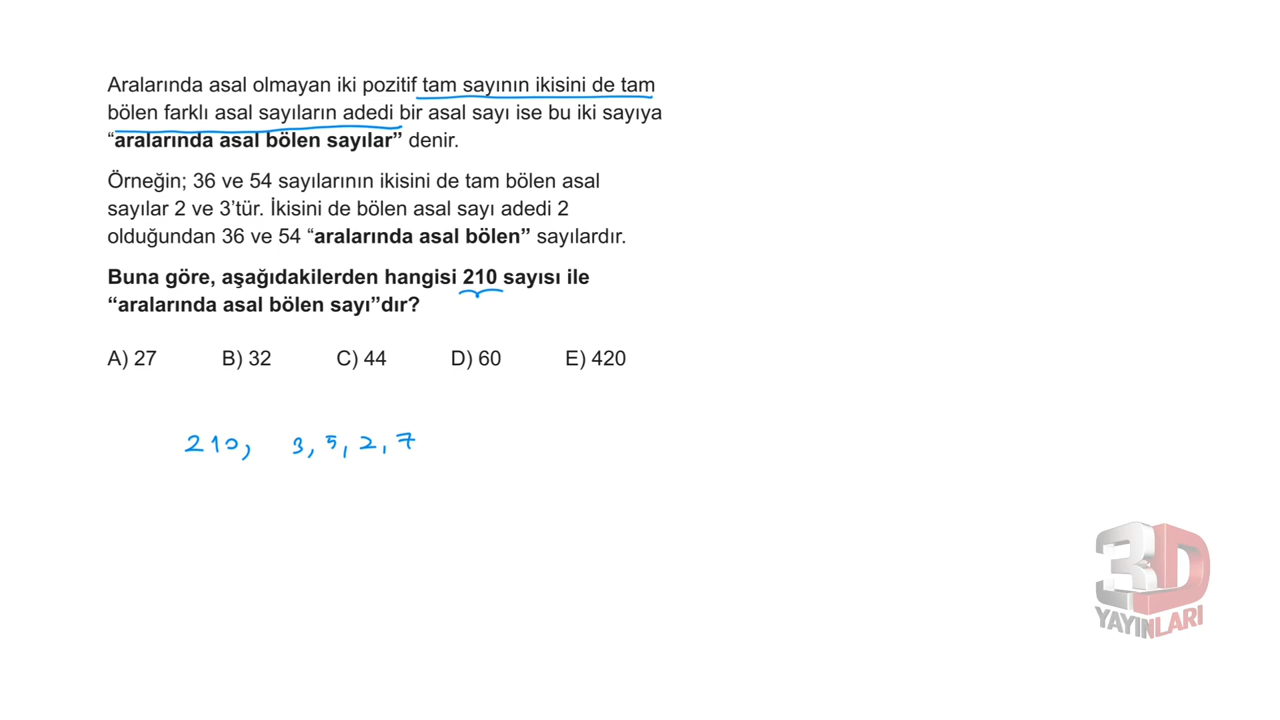 Aralarında asal olmayan iki pozitif tam sayının ikisini de tam
bölen farklı asal sayıların adedi bir asal sayı ise bu iki sayıya
“aralarında asal bölen sayılar” denir.
Örneğin; 36 ve 54 sayılarının ikisini de tam bölen asal
sayılar 2 ve 3’tür. İkisini de bölen asal sayı adedi 2
olduğundan 36 ve 54 “aralarında asal bölen” sayılardır.
Buna göre, aşağıdakilerden hangisi 210 sayısı ile
“aralarında asal bölen sayı”dır?
A) 27 B) 32 C) 44 D) 60 E) 420
210, 3, 5, 2, 7
3D
YAYINLARI